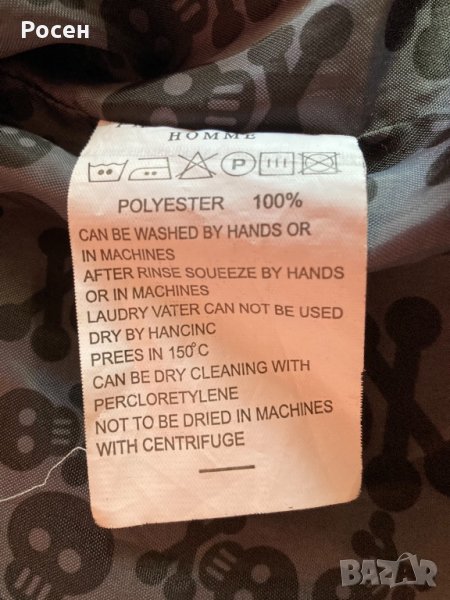 Росен
HOMME
P
POLYESTER 100%
CAN BE WASHED BY HANDS OR
IN MACHINES
AFTER RINSE SQUEEZE BY HANDS
OR IN MACHINES
LAUDRY VATER CAN NOT BE USED
DRY BY HANCINC
PREES IN 150°C
CAN BE DRY CLEANING WITH
PERCLORETYLENE
NOT TO BE DRIED IN MACHINES
WITH CENTRIFUGE
BAZAR